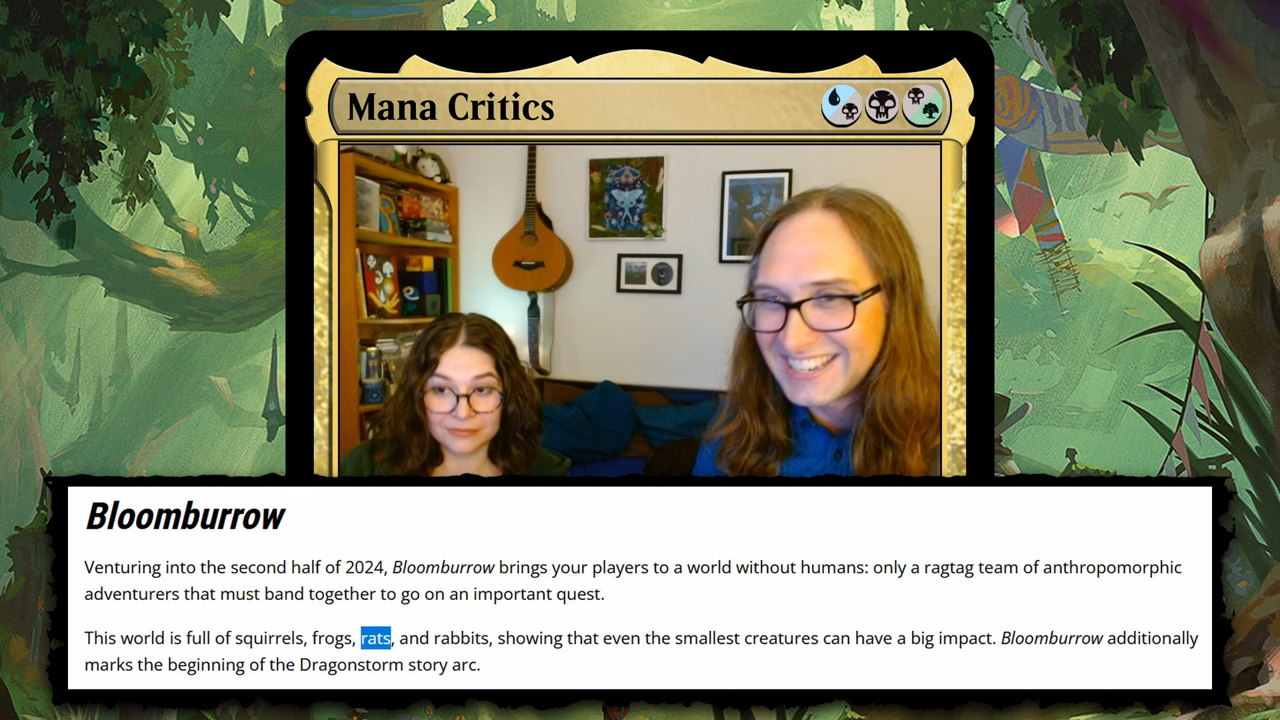 Mana Critics
Bloomburrow
Venturing into the second half of 2024, Bloomburrow brings your players to a world without humans: only a ragtag team of anthropomorphic
adventurers that must band together to go on an important quest.
This world is full of squirrels, frogs, rats, and rabbits, showing that even the smallest creature can have a big impact. Bloomburrow additionally
marks the beginning of the Dragonstorm story arc.